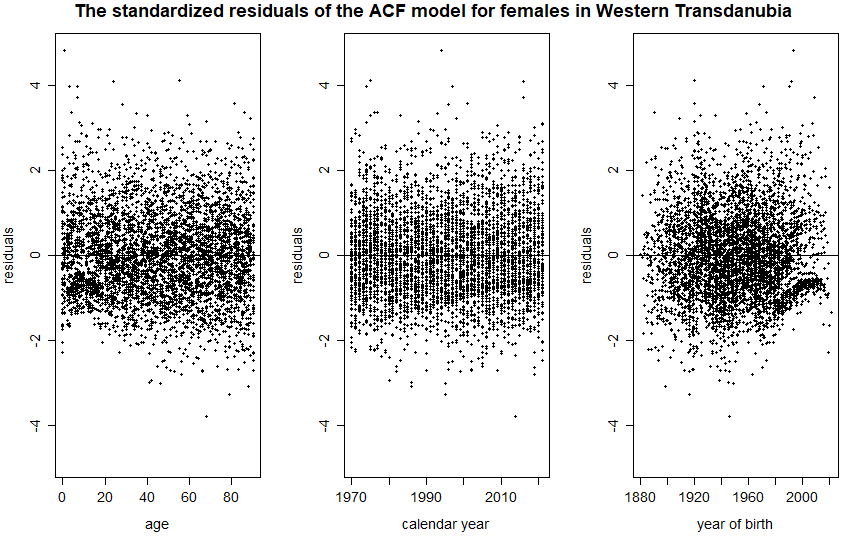 The standardized residuals of the ACF model for females in Western Transdanubia
residuals
4
2
0
-2
-4
0 20 40 60 80
age
residuals
4
2
0
-2
-4
1970 1990 2010
calendar year
residuals
4
2
0
-2
-4
1880 1920 1960 2000
year of birth